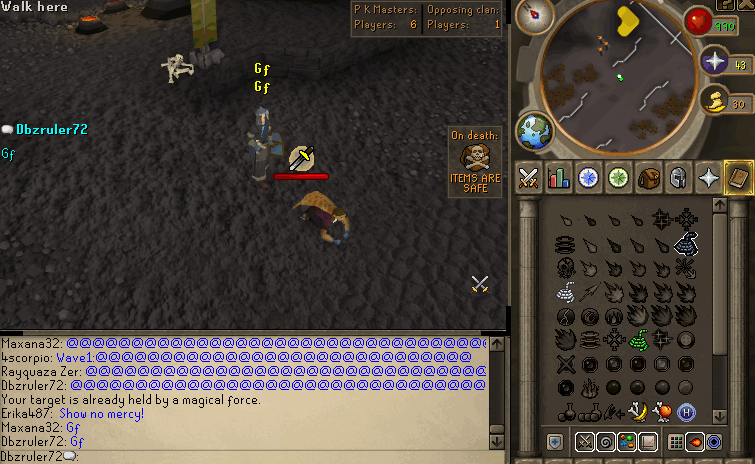 Walk here
P K Masters: Opposing clan:
Players: 6 Players: 1
990
43
30
Gf
Gf
Dbzruler72
Gf
On death:
ITEMS ARE
SAFE
Maxana32: @@@@@@@@@@@@@@@@@@@@@@@@@@@@@@@@
4scorpio: Wave1:@@@@@@@@@@@@@@@@@@@@@@@@@@@@@
Rayquaza Zer: @@@@@@@@@@@@@@@@@@@@@@@@@@@@@@@
Dbzruler72: @@@@@@@@@@@@@@@@@@@@@@@@@@@@@@@@
Your target is already held by a magical force.
Erika487: Show no mercy!
Maxana32: Gf
Dbzruler72: Gf
Dbzruler72:
H